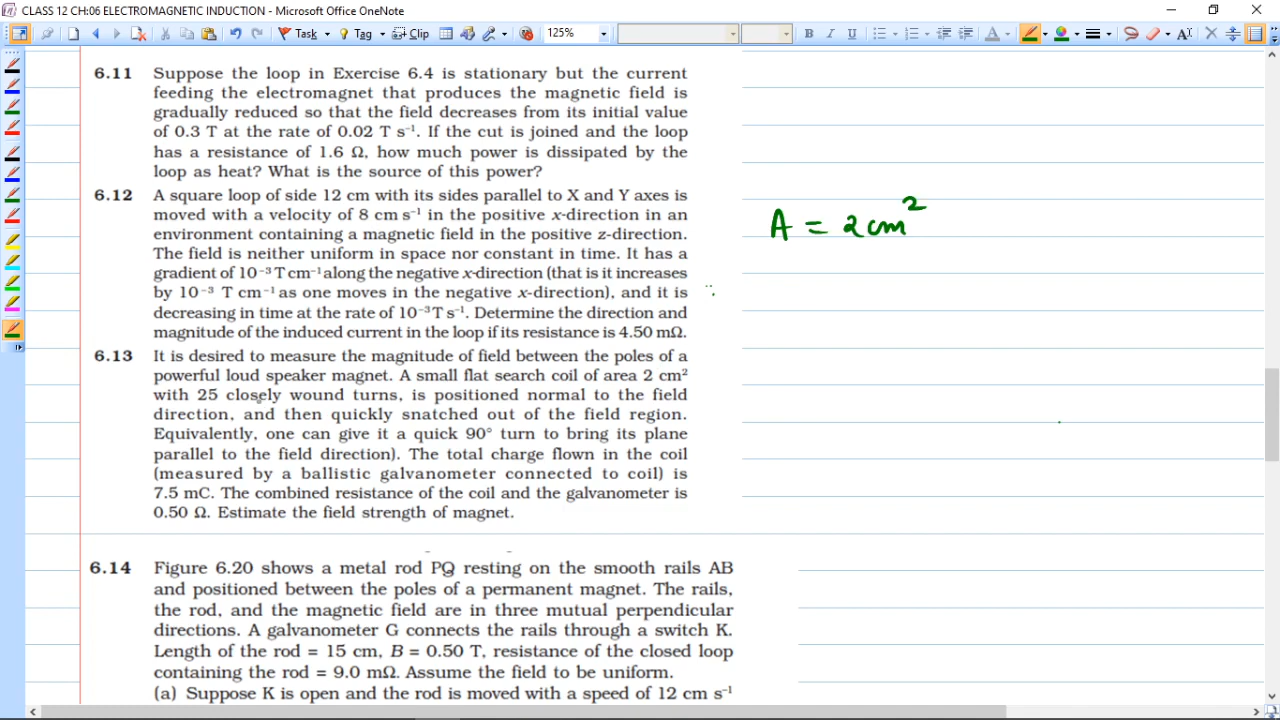 CLASS 12 CH:06 ELECTROMAGNETIC INDUCTION - Microsoft Office OneNote
Task Tag Clip 125% B I U
6.11 Suppose the loop in Exercise 6.4 is stationary but the current
feeding the electromagnet that produces the magnetic field is
gradually reduced so that the field decreases from its initial value
of 0.3 T at the rate of 0.02 T s⁻¹. If the cut is joined and the loop
has a resistance of 1.6 Ω, how much power is dissipated by the
loop as heat? What is the source of this power?
6.12 A square loop of side 12 cm with its sides parallel to X and Y axes is
moved with a velocity of 8 cm s⁻¹ in the positive x-direction in an
environment containing a magnetic field in the positive z-direction.
The field is neither uniform in space nor constant in time. It has a
gradient of 10⁻³ T cm⁻¹ along the negative x-direction (that is it increases
by 10⁻³ T cm⁻¹ as one moves in the negative x-direction), and it is
decreasing in time at the rate of 10⁻³ T s⁻¹. Determine the direction and
magnitude of the induced current in the loop if its resistance is 4.50 mΩ.
A = 2 cm²
6.13 It is desired to measure the magnitude of field between the poles of a
powerful loud speaker magnet. A small flat search coil of area 2 cm²
with 25 closely wound turns, is positioned normal to the field
direction, and then quickly snatched out of the field region.
Equivalently, one can give it a quick 90° turn to bring its plane
parallel to the field direction). The total charge flown in the coil
(measured by a ballistic galvanometer connected to coil) is
7.5 mC. The combined resistance of the coil and the galvanometer is
0.50 Ω. Estimate the field strength of magnet.
6.14 Figure 6.20 shows a metal rod PQ resting on the smooth rails AB
and positioned between the poles of a permanent magnet. The rails,
the rod, and the magnetic field are in three mutual perpendicular
directions. A galvanometer G connects the rails through a switch K.
Length of the rod = 15 cm, B = 0.50 T, resistance of the closed loop
containing the rod = 9.0 mΩ. Assume the field to be uniform.
(a) Suppose K is open and the rod is moved with a speed of 12 cm s⁻¹